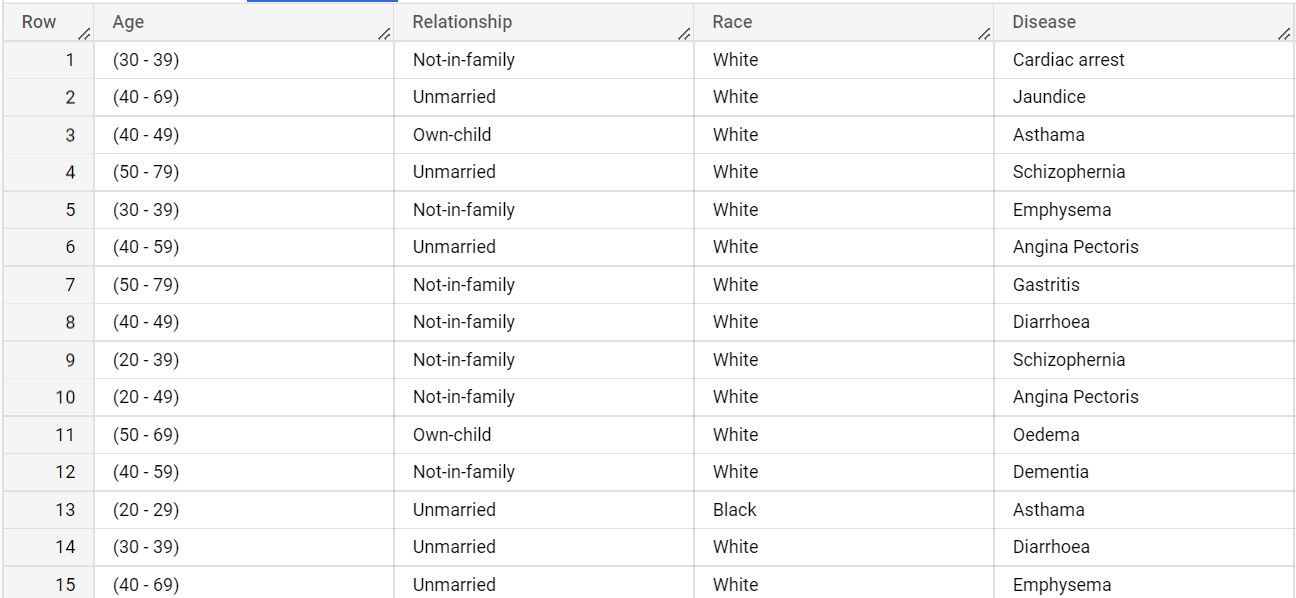 Row Age Relationship Race Disease
1 (30 - 39) Not-in-family White Cardiac arrest
2 (40 - 69) Unmarried White Jaundice
3 (40 - 49) Own-child White Asthama
4 (50 - 79) Unmarried White Schizophernia
5 (30 - 39) Not-in-family White Emphysema
6 (40 - 59) Unmarried White Angina Pectoris
7 (50 - 79) Not-in-family White Gastritis
8 (40 - 49) Not-in-family White Diarrhoea
9 (20 - 39) Not-in-family White Schizophernia
10 (20 - 49) Not-in-family White Angina Pectoris
11 (50 - 69) Own-child White Oedema
12 (40 - 59) Not-in-family White Dementia
13 (20 - 29) Unmarried Black Asthama
14 (30 - 39) Unmarried White Diarrhoea
15 (40 - 69) Unmarried White Emphysema